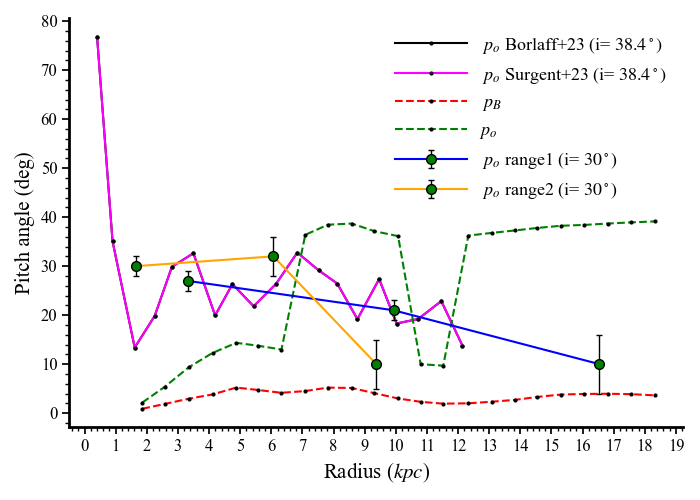 80
70
60
50
40
30
20
10
0
Pitch angle (deg)
p_o Borlaff+23 (i= 38.4°)
p_o Surgent+23 (i= 38.4°)
p_B
p_o
p_o range1 (i= 30°)
p_o range2 (i= 30°)
0 1 2 3 4 5 6 7 8 9 10 11 12 13 14 15 16 17 18 19
Radius (kpc)